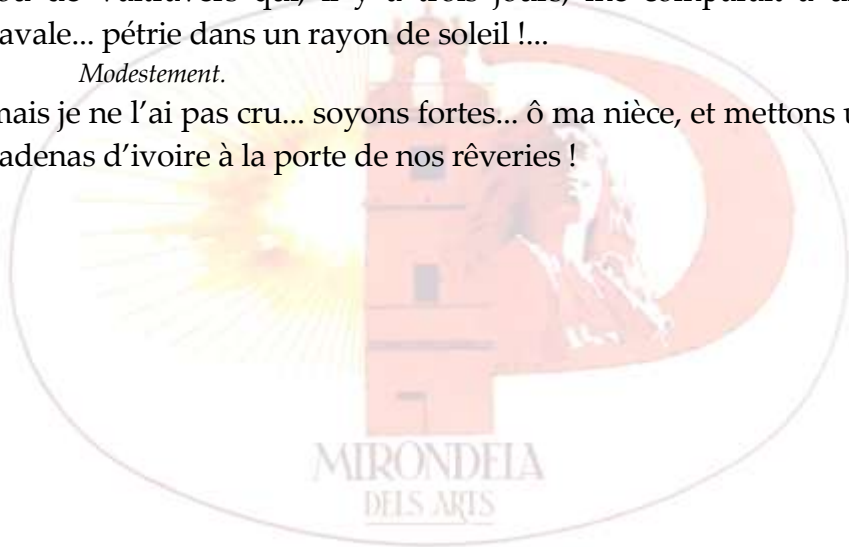 avale... pétrie dans un rayon de soleil !...
Modestement.
mais je ne l’ai pas cru... soyons fortes... ô ma nièce, et mettons
adenas d’ivoire à la porte de nos rêveries !
MIRONDELA
DELS ARTS